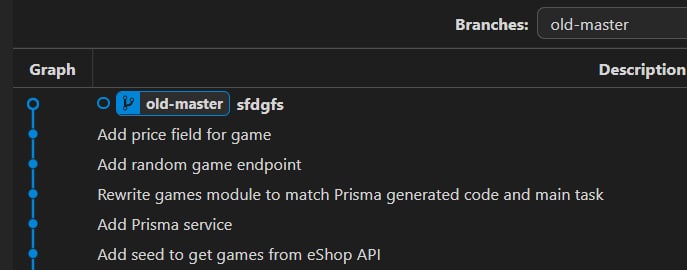 Branches: old-master
Graph Description
old-master sfdgfs
Add price field for game
Add random game endpoint
Rewrite games module to match Prisma generated code and main task
Add Prisma service
Add seed to get games from eShop API